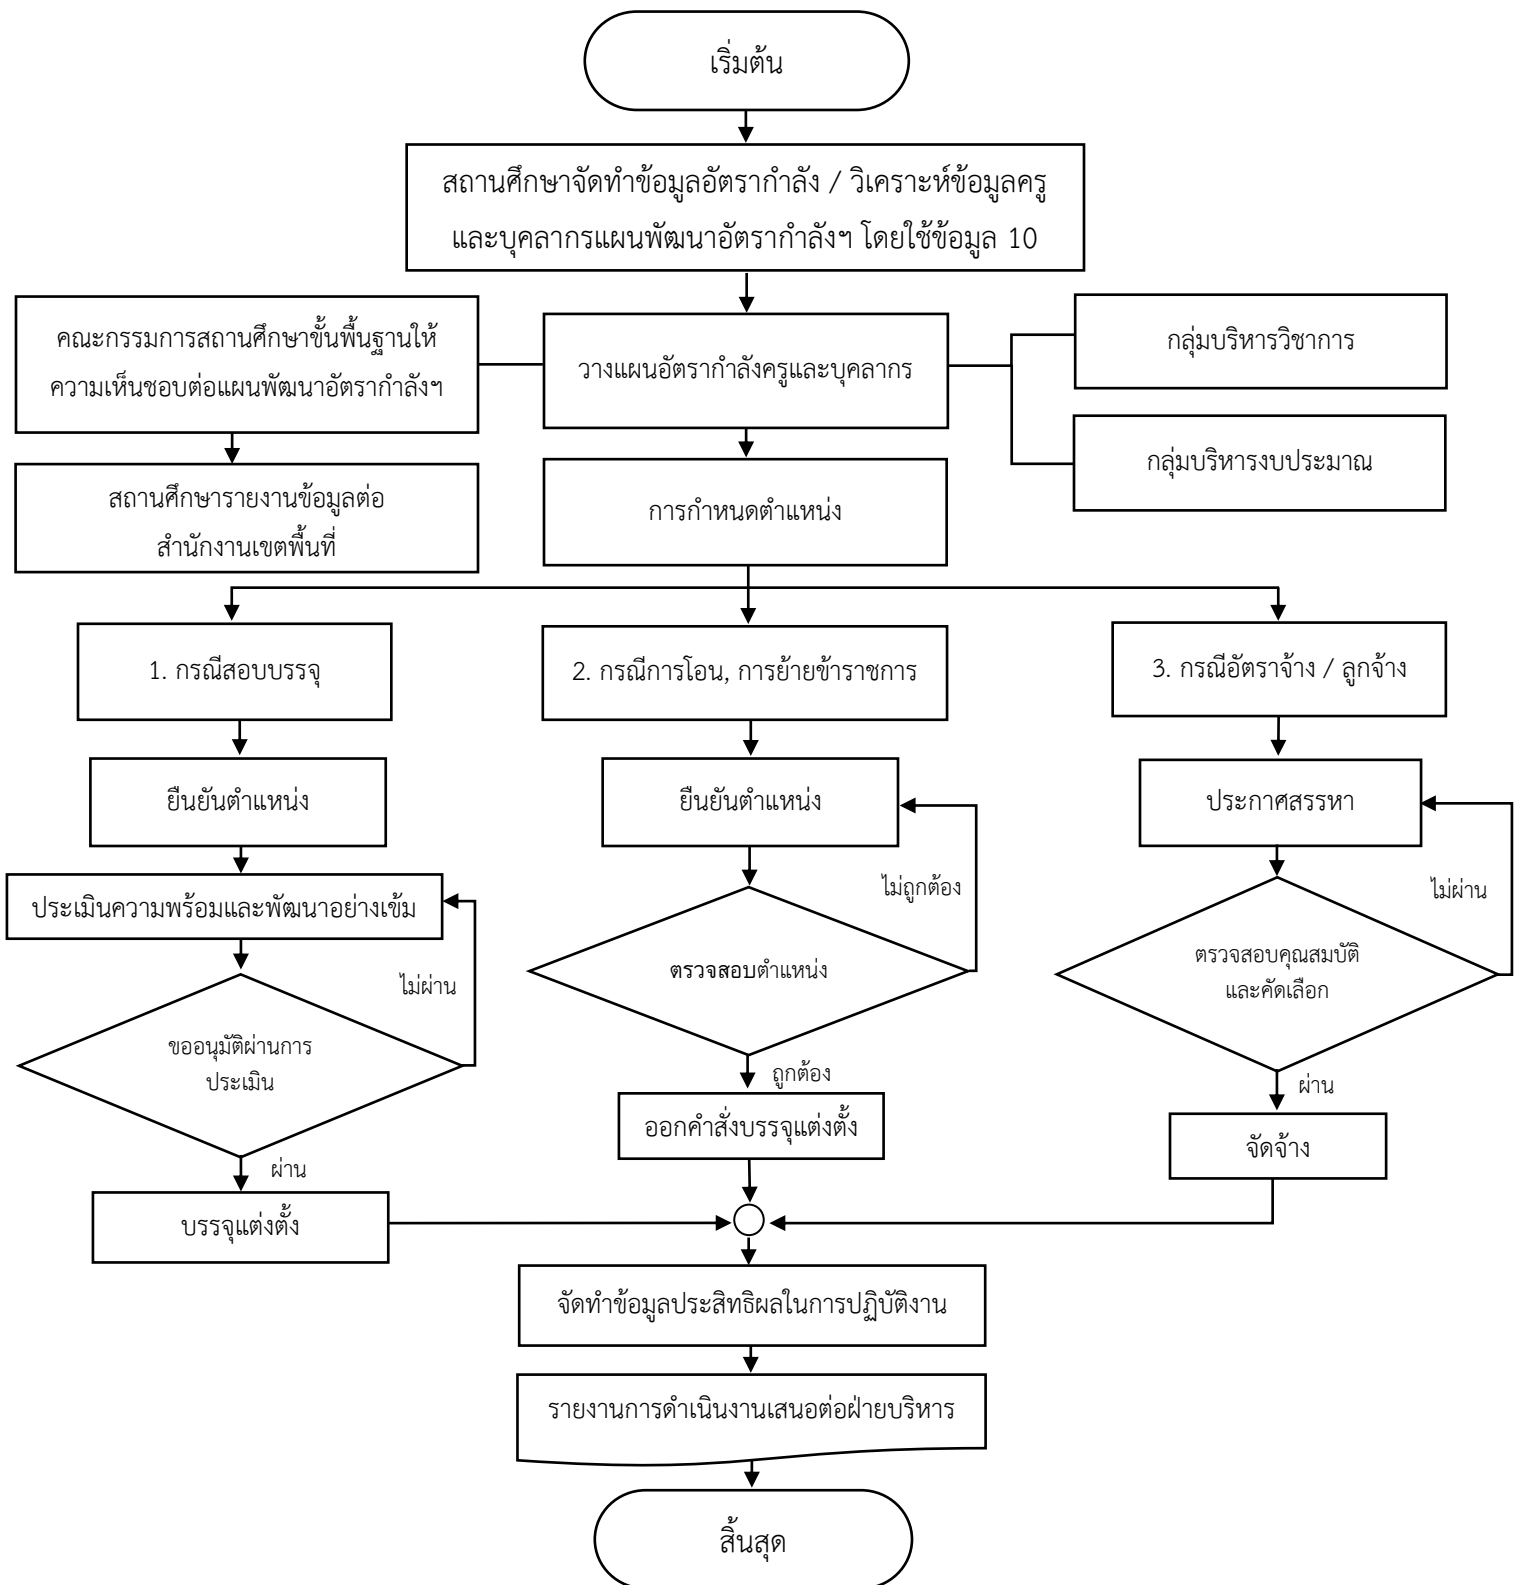 เริ่มต้น
สถานศึกษาจัดทำข้อมูลอัตรากำลัง / วิเคราะห์ข้อมูลครู
และบุคลากรแผนพัฒนาอัตรากำลังฯ โดยใช้ข้อมูล 10
คณะกรรมการสถานศึกษาขั้นพื้นฐานให้
ความเห็นชอบต่อแผนพัฒนาอัตรากำลังฯ
วางแผนอัตรากำลังครูและบุคลากร
กลุ่มบริหารวิชาการ
กลุ่มบริหารงบประมาณ
สถานศึกษารายงานข้อมูลต่อ
สำนักงานเขตพื้นที่
การกำหนดตำแหน่ง
1. กรณีสอบบรรจุ
2. กรณีการโอน, การย้ายข้าราชการ
3. กรณีอัตราจ้าง / ลูกจ้าง
ยืนยันตำแหน่ง
ยืนยันตำแหน่ง
ประกาศสรรหา
ประเมินความพร้อมและพัฒนาอย่างเข้ม
ไม่ถูกต้อง
ไม่ผ่าน
ไม่ผ่าน
ตรวจสอบตำแหน่ง
ตรวจสอบคุณสมบัติ
และคัดเลือก
ขออนุมัติผ่านการ
ประเมิน
ถูกต้อง
ผ่าน
ผ่าน
ออกคำสั่งบรรจุแต่งตั้ง
จัดจ้าง
บรรจุแต่งตั้ง
จัดทำข้อมูลประสิทธิผลในการปฏิบัติงาน
รายงานการดำเนินงานเสนอต่อฝ่ายบริหาร
สิ้นสุด